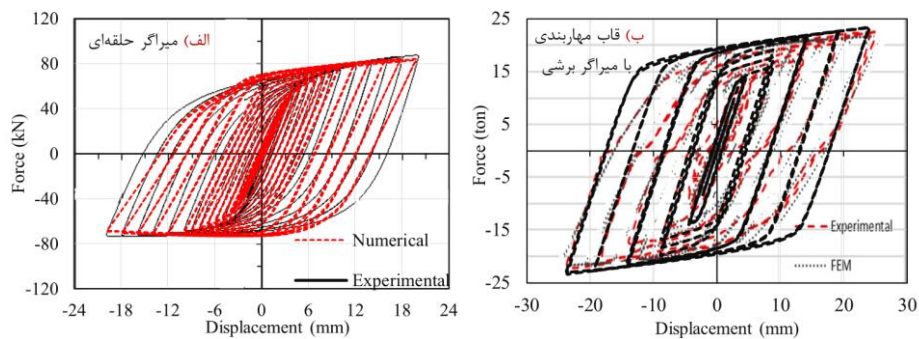 120
80
40
0
-40
-80
-120
Force (kN)
الف) میراگر حلقه‌ای
Numerical
Experimental
-24
-18
-12
-6
0
6
12
18
24
Displacement (mm)
25
15
5
-5
-15
-25
Force (ton)
ب) قاب مهاربندی
با میراگر برشی
Experimental
FEM
-30
-20
-10
0
10
20
30
Displacement (mm)